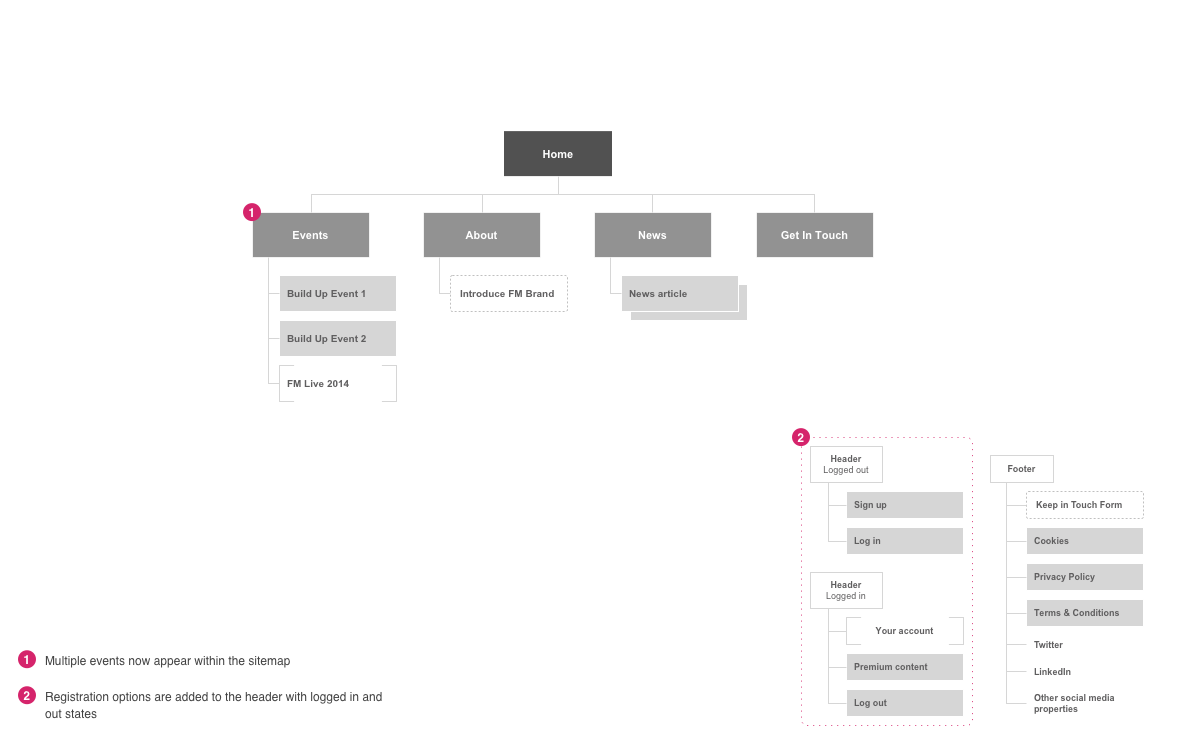 Home
1
Events
About
News
Get In Touch
Build Up Event 1
Introduce FM Brand
News article
Build Up Event 2
FM Live 2014
2
Header
Logged out
Sign up
Log in
Header
Logged in
Your account
Premium content
Log out
Footer
Keep in Touch Form
Cookies
Privacy Policy
Terms & Conditions
Twitter
LinkedIn
Other social media
properties
1 Multiple events now appear within the sitemap
2 Registration options are added to the header with logged in and
out states